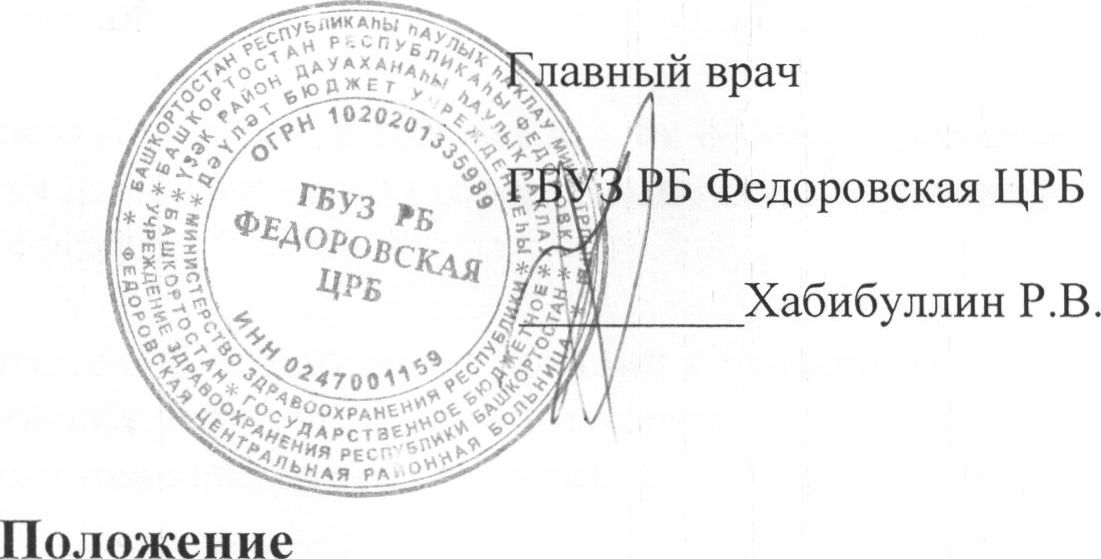 Главный врач
ГБУЗ РБ Федоровская ЦРБ
Хабибуллин Р.В.
ОГРН 1020201335989
ГБУЗ РБ
ФЕДОРОВСКАЯ
ЦРБ
ИНН 0247001159
МИНИСТЕРСТВО ЗДРАВООХРАНЕНИЯ РЕСПУБЛИКИ
БАШКОРТОСТАН * ГОСУДАРСТВЕННОЕ БЮДЖЕТНОЕ
УЧРЕЖДЕНИЕ ЗДРАВООХРАНЕНИЯ РЕСПУБЛИКИ БАШКОРТОСТАН
ФЕДОРОВСКАЯ ЦЕНТРАЛЬНАЯ РАЙОННАЯ БОЛЬНИЦА
Положение